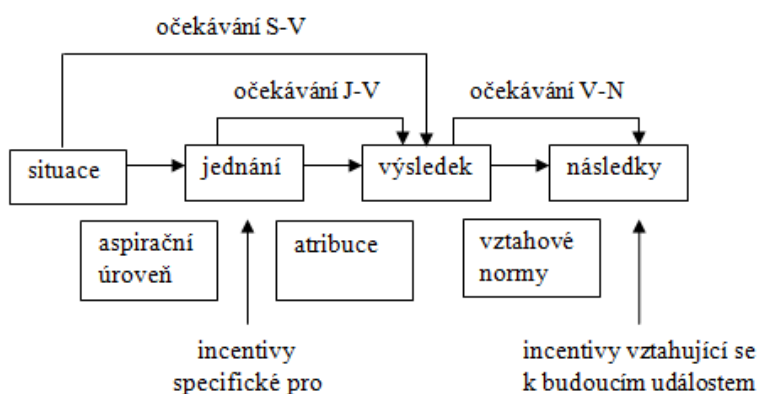 očekávání S-V
očekávání J-V
očekávání V-N
situace
jednání
výsledek
následky
aspirační
úroveň
atribuce
vztahové
normy
incentivy
specifické pro
incentivy vztahující se
k budoucím událostem